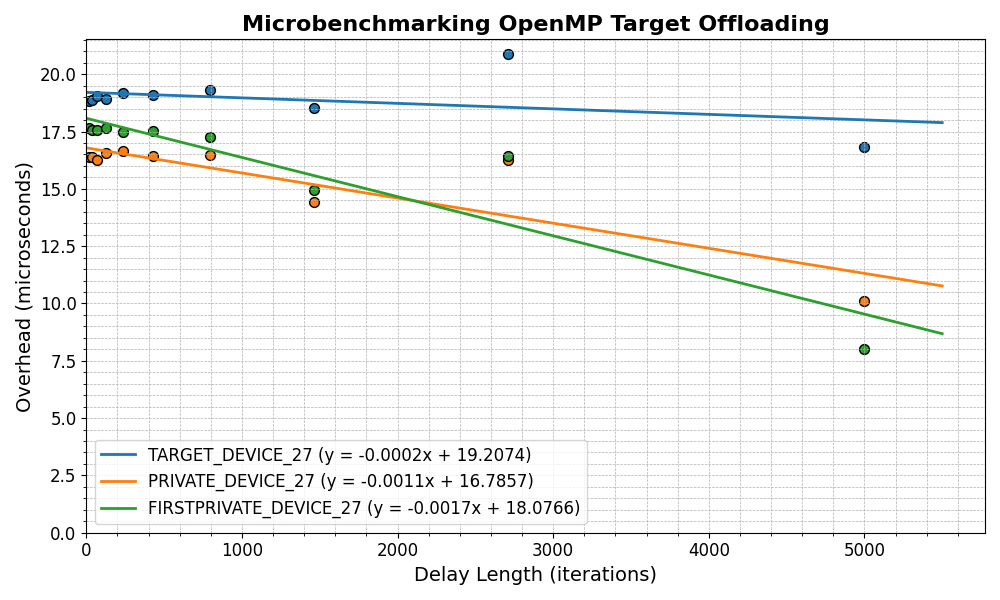 Microbenchmarking OpenMP Target Offloading
Overhead (microseconds)
20.0
17.5
15.0
12.5
10.0
7.5
5.0
2.5
0.0
TARGET_DEVICE_27 (y = -0.0002x + 19.2074)
PRIVATE_DEVICE_27 (y = -0.0011x + 16.7857)
FIRSTPRIVATE_DEVICE_27 (y = -0.0017x + 18.0766)
0 1000 2000 3000 4000 5000
Delay Length (iterations)